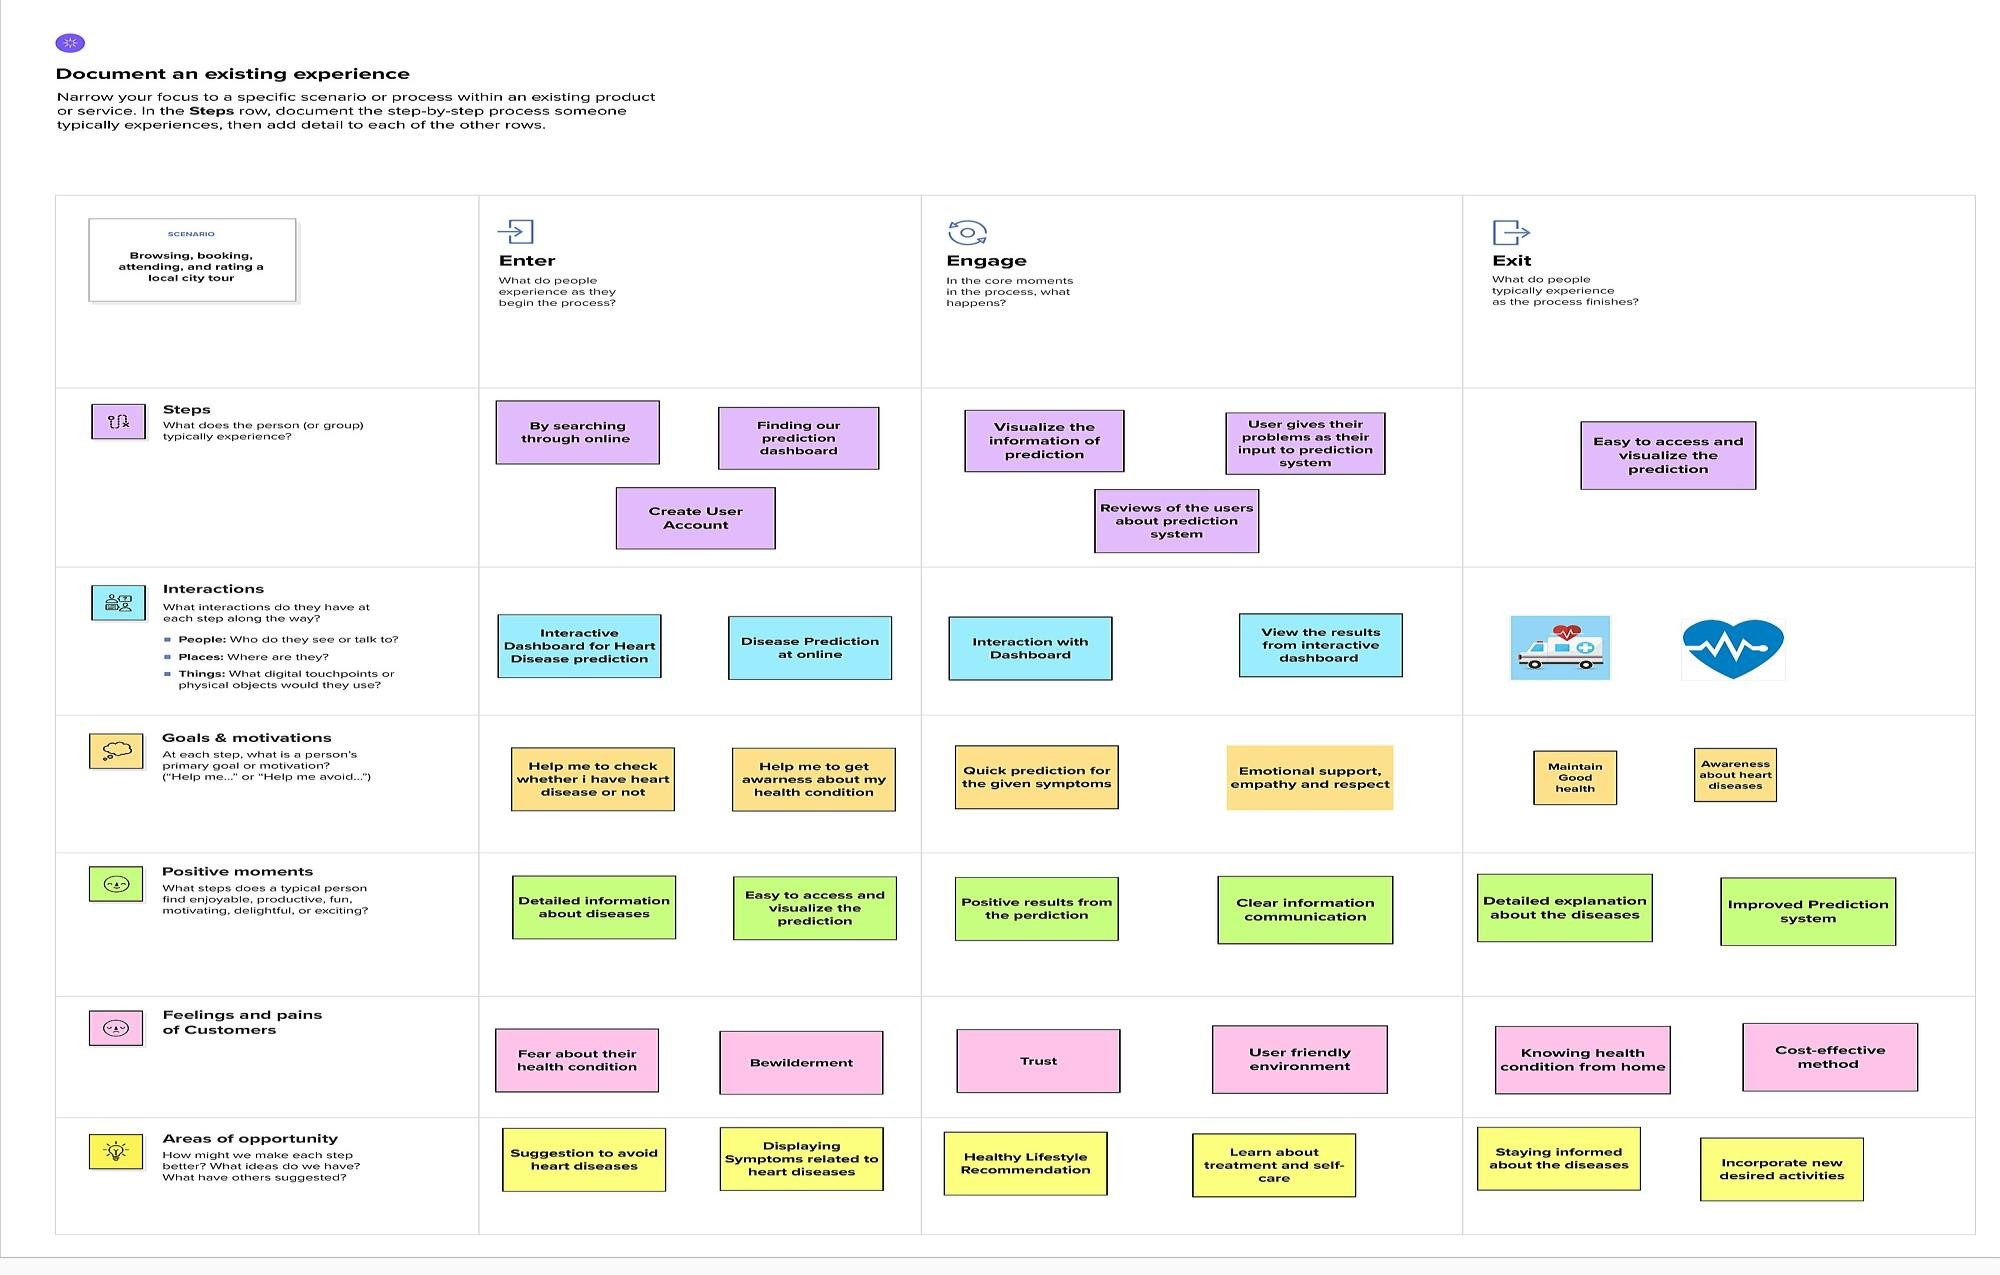 Document an existing experience
Narrow your focus to a specific scenario or process within an existing product
or service. In the Steps row, document the step-by-step process someone
typically experiences, then add detail to each of the other rows.
SCENARIO
Browsing, booking,
attending, and rating a
local city tour
Enter
What do people
experience as they
begin the process?
Engage
In the core moments
in the process, what
happens?
Exit
What do people
typically experience
as the process finishes?
Steps
What does the person (or group)
typically experience?
By searching
through online
Finding our
prediction
dashboard
Create User
Account
Visualize the
information of
prediction
User gives their
problems as their
input to prediction
system
Reviews of the users
about prediction
system
Easy to access and
visualize the
prediction
Interactions
What interactions do they have at
each step along the way?
People: Who do they see or talk to?
Places: Where are they?
Things: What digital touchpoints or
physical objects would they use?
Interactive
Dashboard for Heart
Disease prediction
Disease Prediction
at online
Interaction with
Dashboard
View the results
from interactive
dashboard
Goals & motivations
At each step, what is a person's
primary goal or motivation?
("Help me..." or "Help me avoid...")
Help me to check
whether i have heart
disease or not
Help me to get
awarness about my
health condition
Quick prediction for
the given symptoms
Emotional support,
empathy and respect
Maintain
Good
health
Awareness
about heart
diseases
Positive moments
What steps does a typical person
find enjoyable, productive, fun,
motivating, delightful, or exciting?
Detailed information
about diseases
Easy to access and
visualize the
prediction
Positive results from
the perdiction
Clear information
communication
Detailed explanation
about the diseases
Improved Prediction
system
Feelings and pains
of Customers
Fear about their
health condition
Bewilderment
Trust
User friendly
environment
Knowing health
condition from home
Cost-effective
method
Areas of opportunity
How might we make each step
better? What ideas do we have?
What have others suggested?
Suggestion to avoid
heart diseases
Displaying
Symptoms related to
heart diseases
Healthy Lifestyle
Recommendation
Learn about
treatment and self-
care
Staying informed
about the diseases
Incorporate new
desired activities